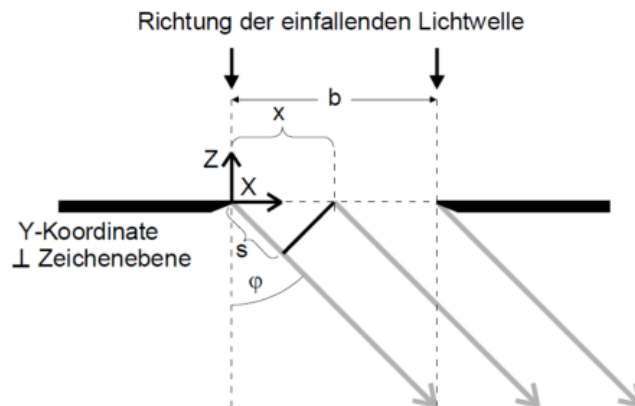 Richtung der einfallenden Lichtwelle
b
x
Z
X
Y-Koordinate
⊥ Zeichenebene
s
φ